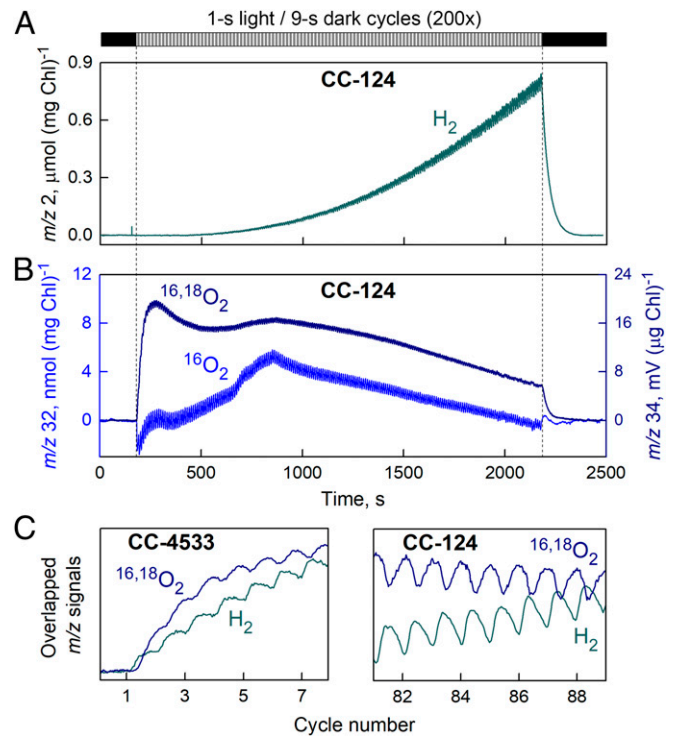 A
1-s light / 9-s dark cycles (200x)
CC-124
H₂
m/z 2, μmol (mg Chl)⁻¹
0.9
0.6
0.3
0.0
B
CC-124
¹⁶,¹⁸O₂
¹⁶O₂
m/z 32, nmol (mg Chl)⁻¹
12
8
4
0
24
16
8
0
m/z 34, mV (μg Chl)⁻¹
0 500 1000 1500 2000 2500
Time, s
C
CC-4533
¹⁶,¹⁸O₂
H₂
CC-124
¹⁶,¹⁸O₂
H₂
Overlapped
m/z signals
1 3 5 7
82 84 86 88
Cycle number